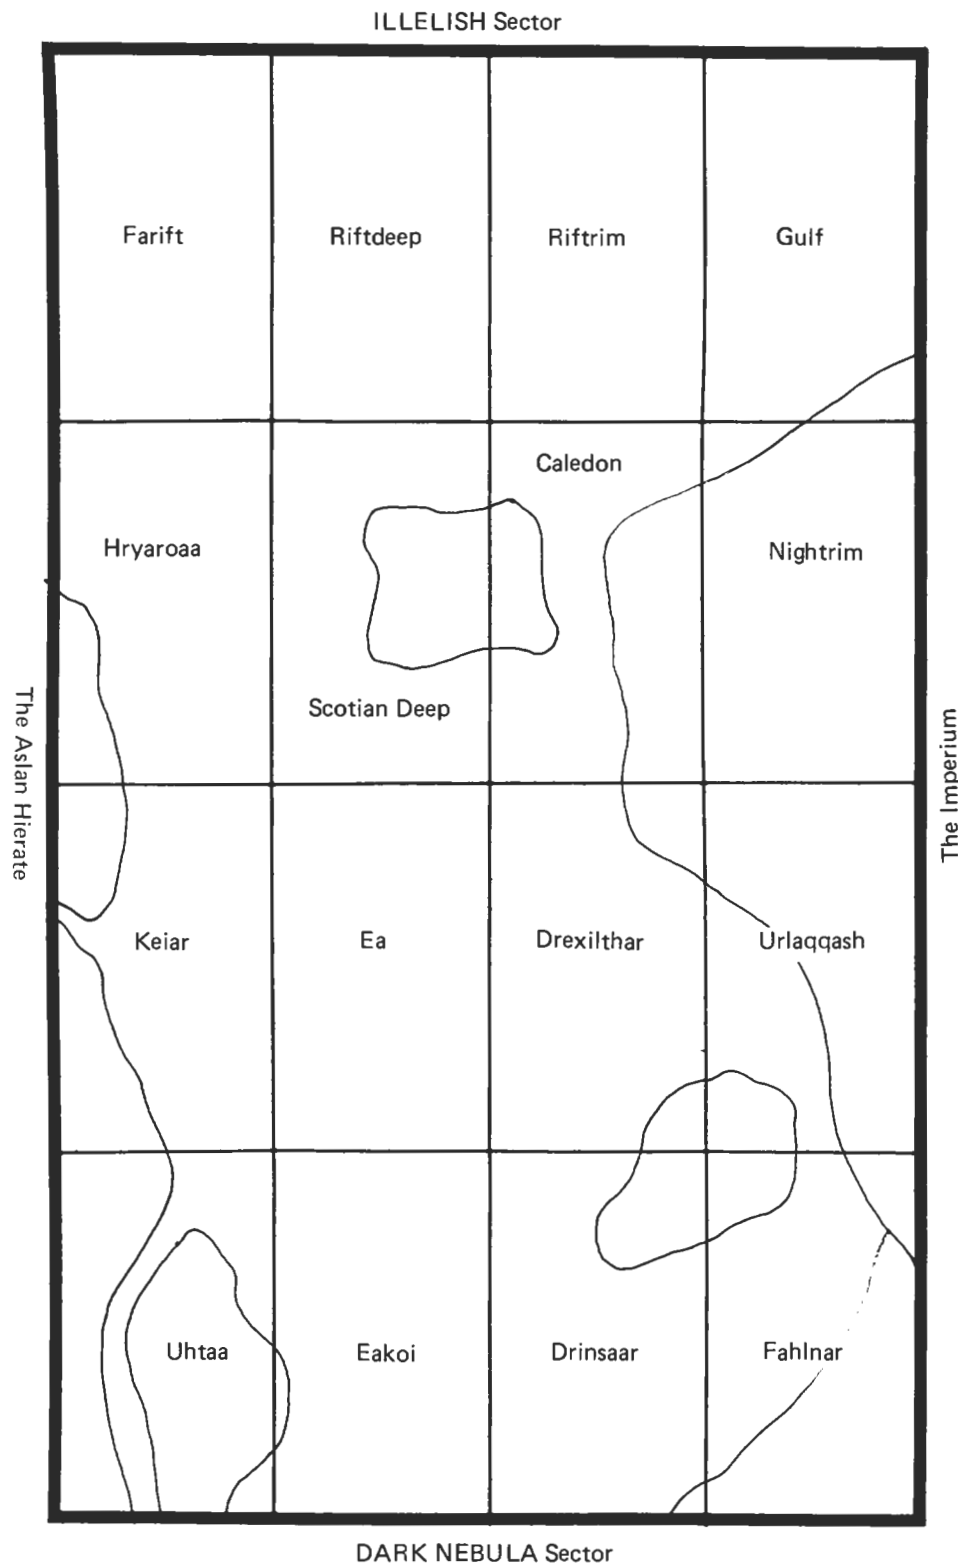 ILLELISH Sector
Farift
Riftdeep
Riftrim
Gulf
Caledon
Hryaroaa
Nightrim
The Aslan Hierate
Scotian Deep
The Imperium
Keiar
Ea
Drexilthar
Urlaqqash
Uhtaa
Eakoi
Drinsaar
Fahlnar
DARK NEBULA Sector